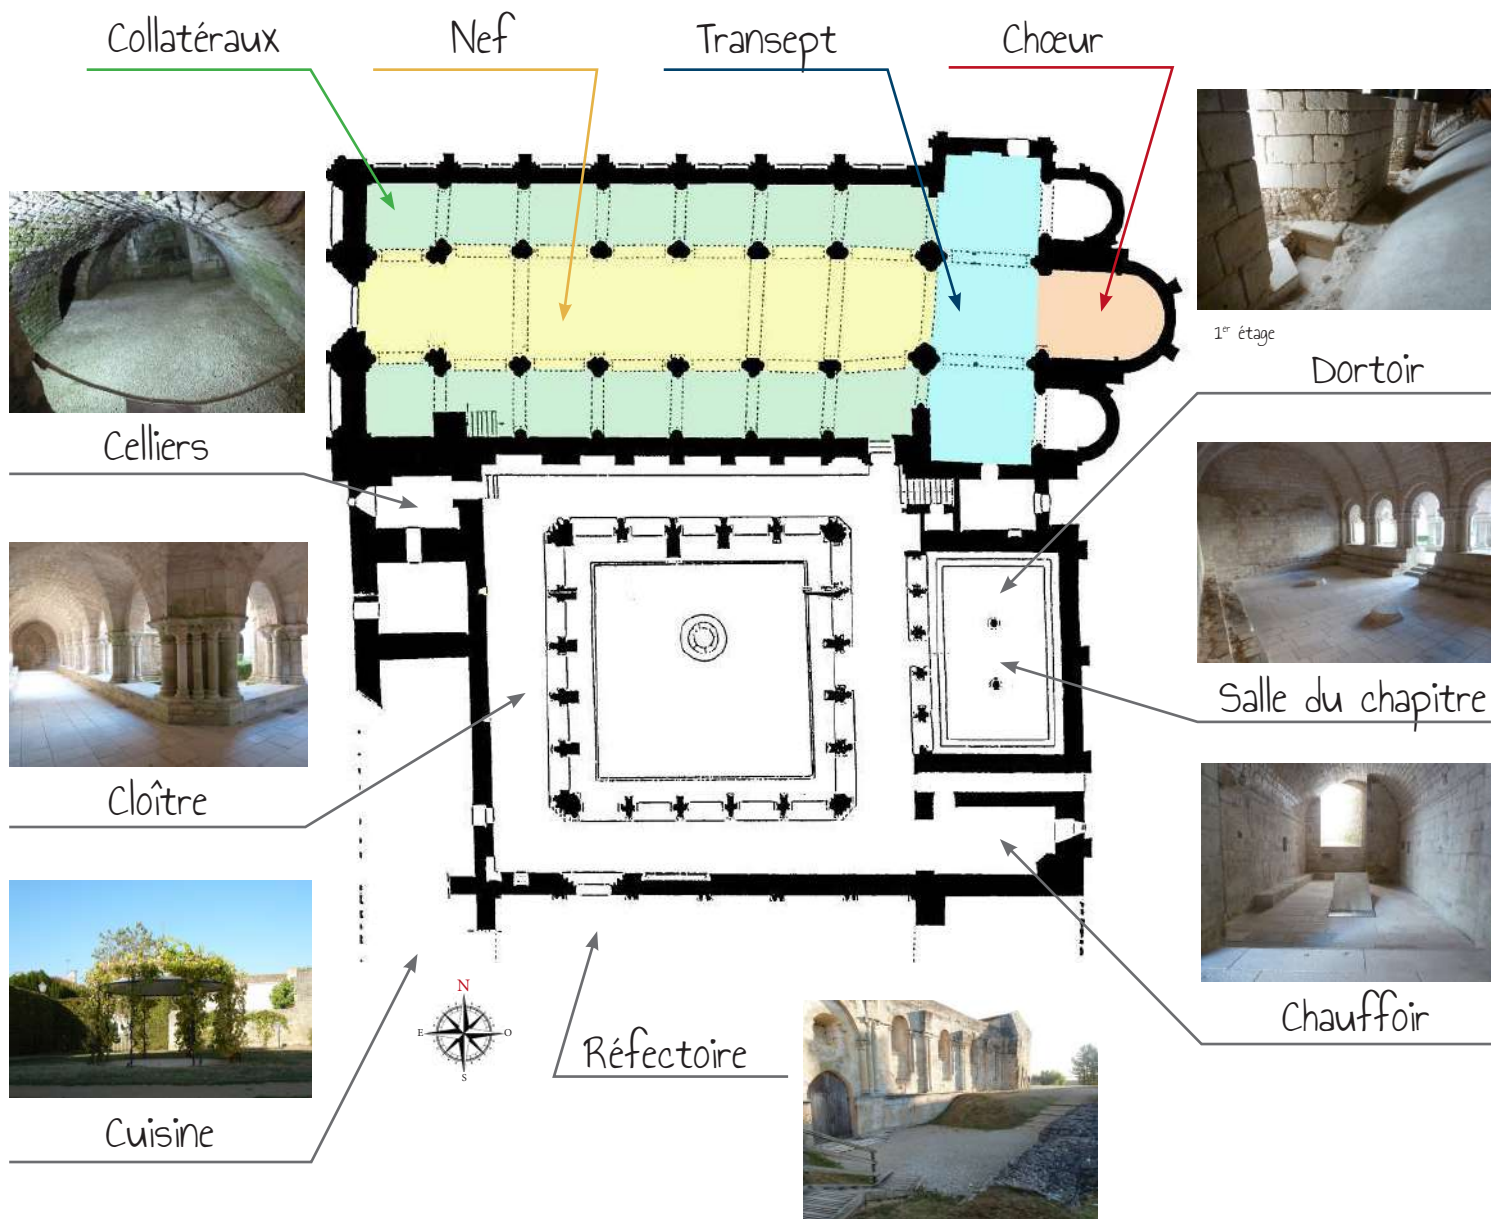 Collatéraux
Nef
Transept
Chœur
1er étage
Dortoir
Celliers
Salle du chapitre
Cloître
Chauffoir
N
E
O
S
Réfectoire
Cuisine